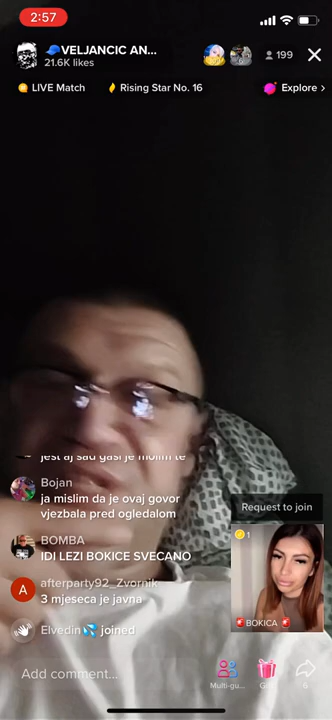 2:57
🧢VELJANCIC AN...
21.6K likes
199
LIVE Match
Rising Star No. 16
Explore >
jest aj sad gasi je molim te
Bojan
ja mislim da je ovaj govor
vjezbala pred ogledalom
Request to join
BOMBA
IDI LEZI BOKICE SVECANO
1
afterparty92_Zvornik
3 mjeseca je javna
🚨BOKICA🚨
Elvedin💦 joined
Add comment...
Multi-gu...